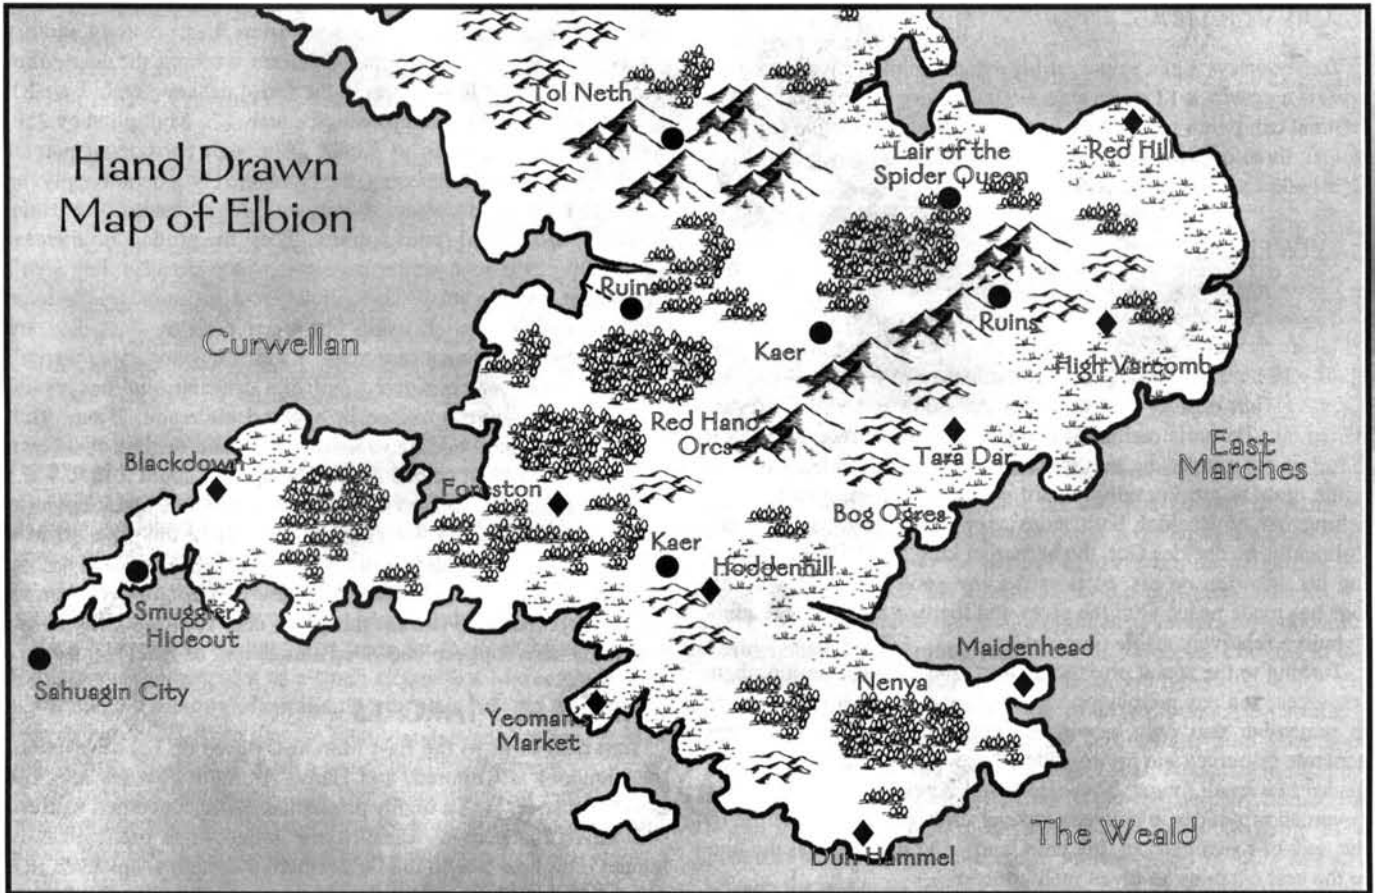 Hand Drawn
Map of Elbion
Tol Neth
Lair of the
Spider Queen
Red Hill
Ruins
Ruins
Curwellan
Kaer
High Varcomb
Red Hand
Orcs
East
Marches
Blackdown
Tara Dar
Foreston
Bog Ogres
Kaer
Hoddenhill
Smuggler's
Hideout
Maidenhead
Sahuagin City
Nenya
Yeoman's
Market
The Weald
Dun Hammel